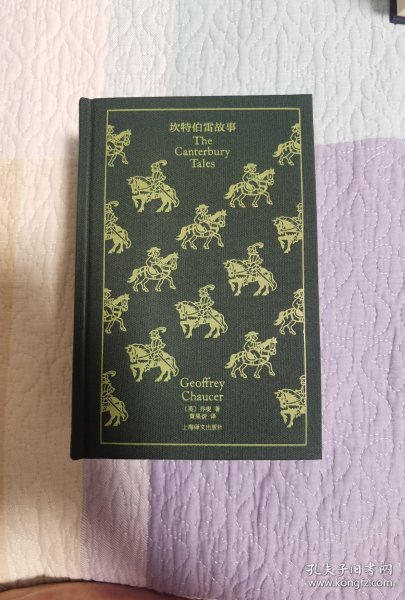 坎特伯雷故事
The
Canterbury
Tales
Geoffrey
Chaucer
［英］乔叟 著
黄杲炘 译
上海译文出版社
孔夫子旧书网
www.kongfz.com